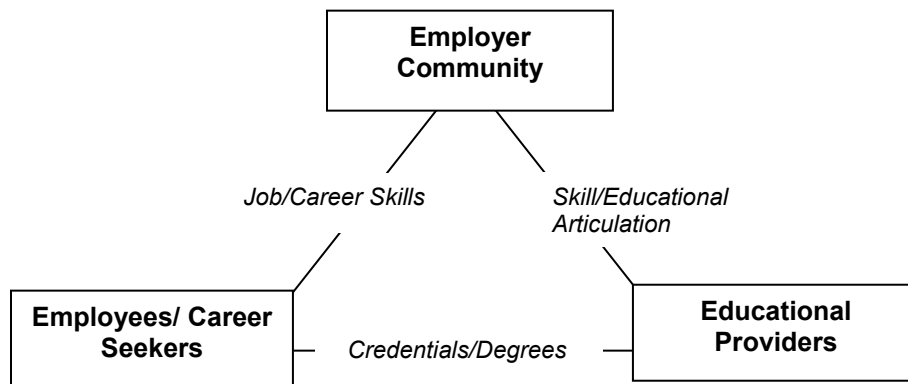 Employer
Community
Job/Career Skills
Skill/Educational
Articulation
Employees/ Career
Seekers
Credentials/Degrees
Educational
Providers